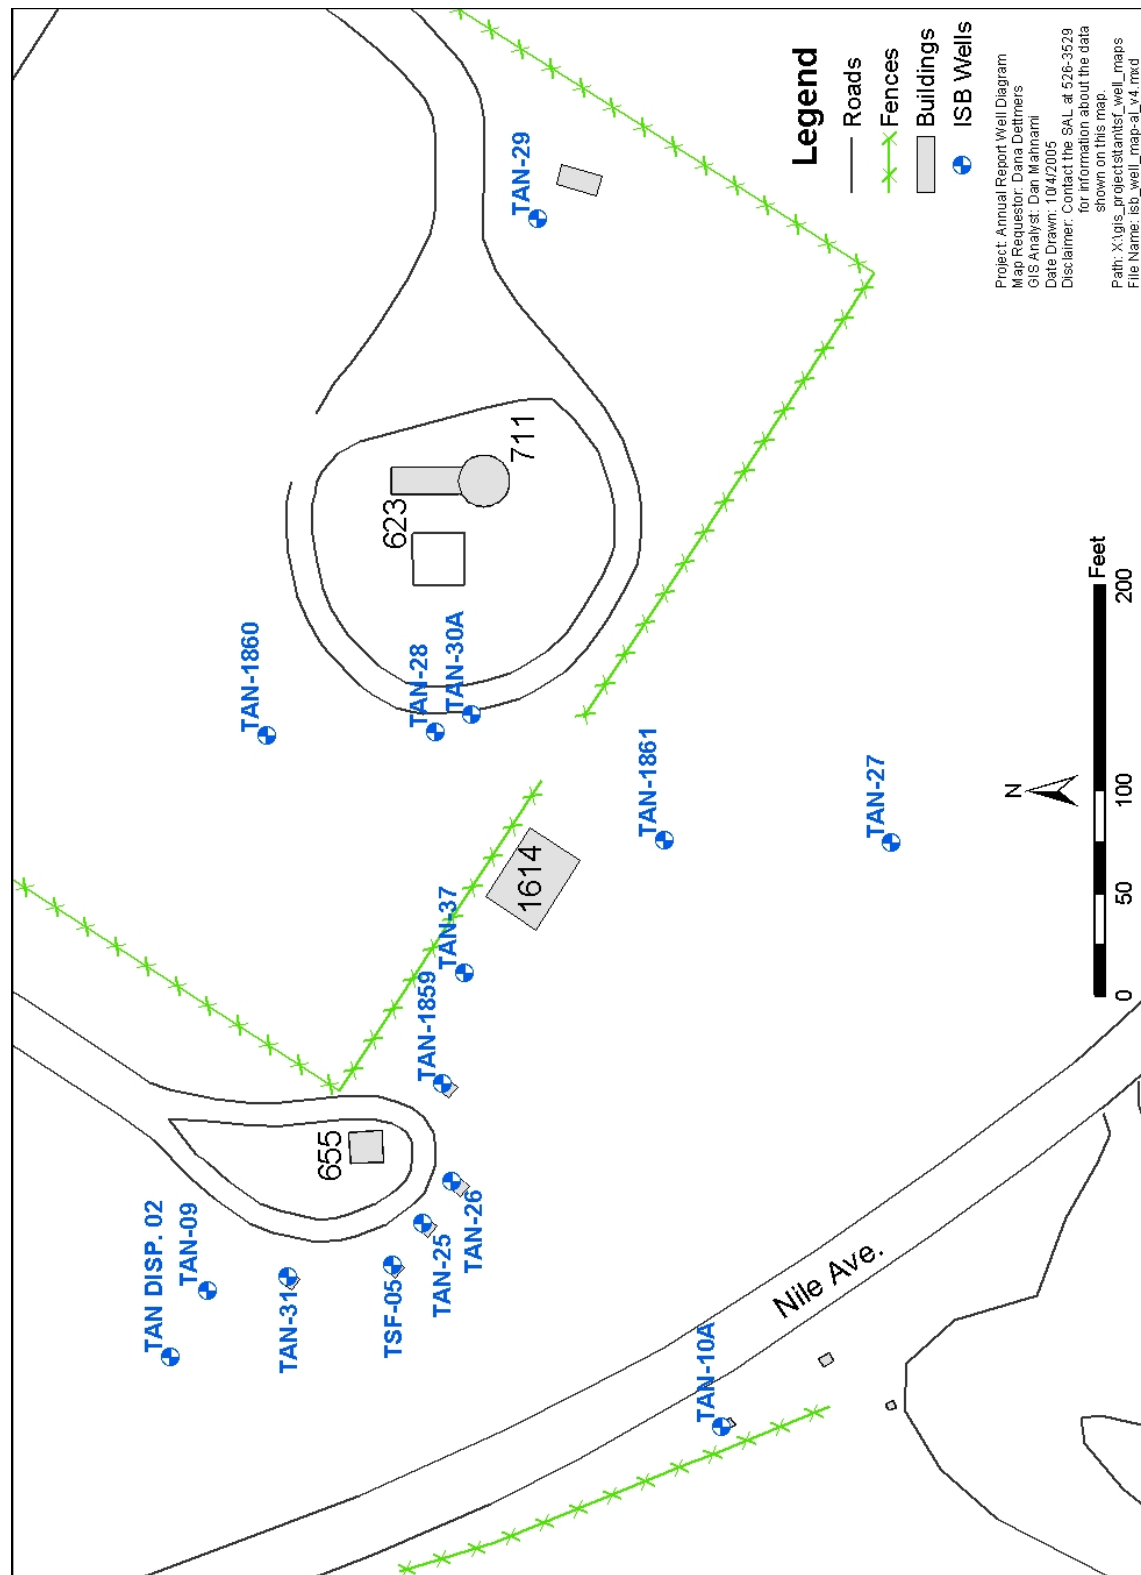 TAN DISP. 02
TAN-09
TAN-31
TSF-05
TAN-25
TAN-26
655
TAN-1859
TAN-37
1614
TAN-1860
TAN-28
TAN-30A
623
711
TAN-29
TAN-1861
TAN-27
TAN-10A
Nile Ave.
N
0
50
100
200
Feet
Legend
Roads
Fences
Buildings
ISB Wells
Project: Annual Report Well Diagram
Map Requestor: Dana Dettmers
GIS Analyst: Dan Mahnami
Date Drawn: 10/4/2005
Disclaimer: Contact the SAL at 526-3529
for information about the data
shown on this map.
Path: X:\gis_projects\tan\tsf_well_maps
File Name: isb_well_map-al_v4.mxd